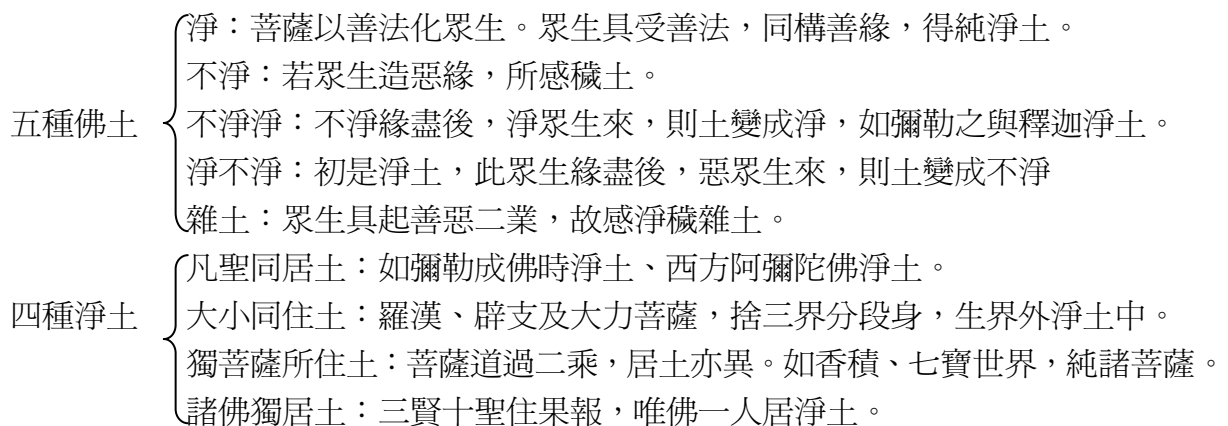 淨：菩薩以善法化眾生。眾生具受善法，同構善緣，得純淨土。
不淨：若眾生造惡緣，所感穢土。
五種佛土 不淨淨：不淨緣盡後，淨眾生來，則土變成淨，如彌勒之與釋迦淨土。
淨不淨：初是淨土，此眾生緣盡後，惡眾生來，則土變成不淨
雜土：眾生具起善惡二業，故感淨穢雜土。
凡聖同居土：如彌勒成佛時淨土、西方阿彌陀佛淨土。
四種淨土 大小同住土：羅漢、辟支及大力菩薩，捨三界分段身，生界外淨土中。
獨菩薩所住土：菩薩道過二乘，居土亦異。如香積、七寶世界，純諸菩薩。
諸佛獨居土：三賢十聖住果報，唯佛一人居淨土。